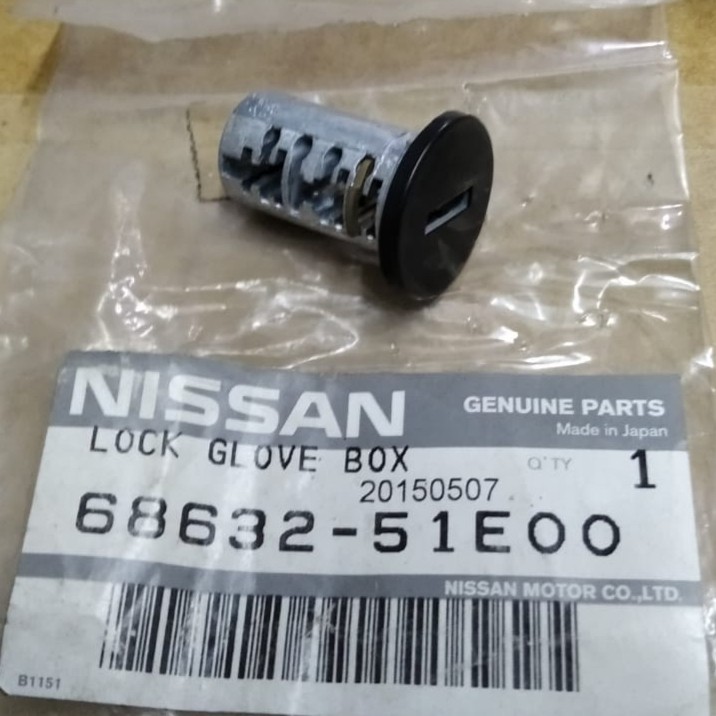 NISSAN
GENUINE PARTS
Made in Japan
LOCK GLOVE BOX
Q'TY 1
20150507
68632-51E00
NISSAN MOTOR CO.,LTD.
B1151